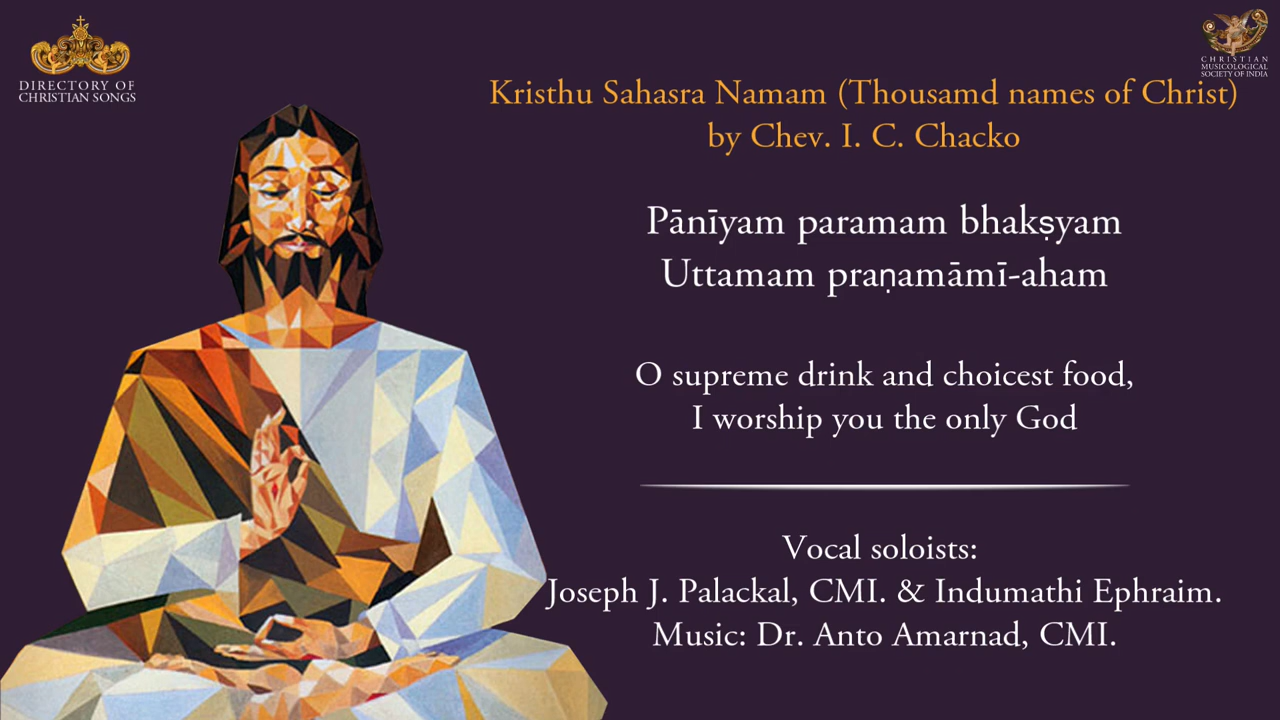 DIRECTORY OF
CHRISTIAN SONGS
CHRISTIAN
MUSICOLOGICAL
SOCIETY OF INDIA
Kristhu Sahasra Namam (Thousamd names of Christ)
by Chev. I. C. Chacko
Pānīyam paramam bhakṣyam
Uttamam praṇamāmī-aham
O supreme drink and choicest food,
I worship you the only God
Vocal soloists:
Joseph J. Palackal, CMI. & Indumathi Ephraim.
Music: Dr. Anto Amarnad, CMI.